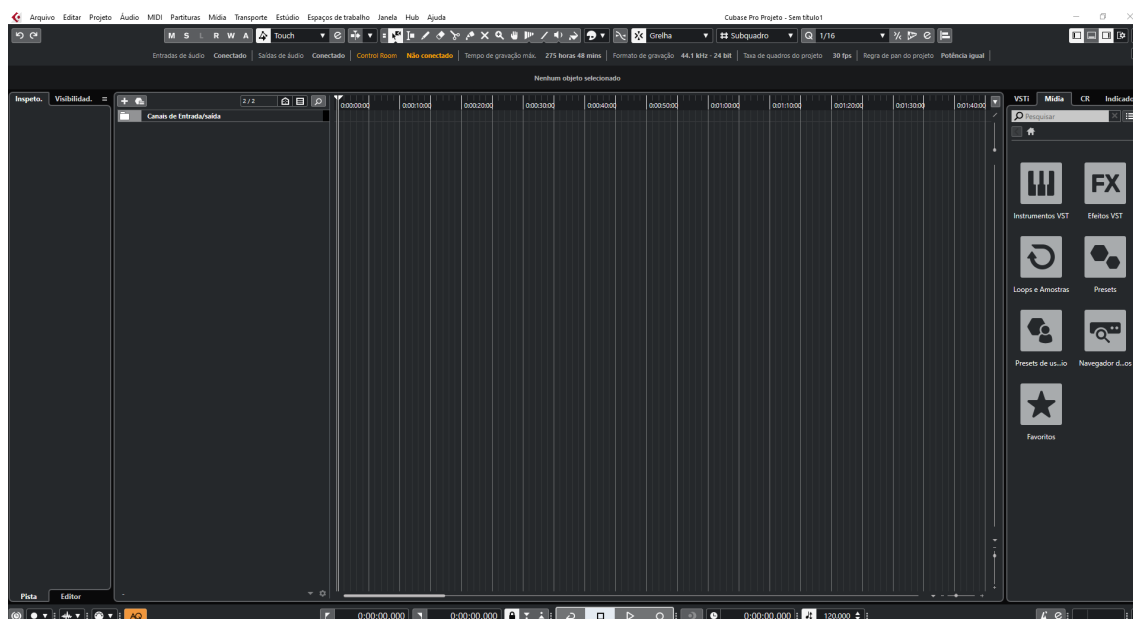 Arquivo Editar Projeto Áudio MIDI Partituras Mídia Transporte Estúdio Espaços de trabalho Janela Hub Ajuda Cubase Pro Projeto - Sem título1
M S L R W A Touch Grelha Subquadro Q 1/16
Entradas de áudio Conectado Saídas de áudio Conectado Control Room Não conectado Tempo de gravação máx. 275 horas 48 mins Formato de gravação 44.1 kHz - 24 bit Taxa de quadros do projeto 30 fps Regra de pan do projeto Potência igual
Nenhum objeto selecionado
Inspeto. Visibilidad. 2 / 2 0:00:00:00 0:00:10:00 0:00:20:00 0:00:30:00 0:00:40:00 0:00:50:00 0:01:00:00 0:01:10:00 0:01:20:00 0:01:30:00 0:01:40:00 VSTi Mídia CR Indicado
Canais de Entrada/saída
Pesquisar
FX
Instrumentos VST Efeitos VST
Loops e Amostras Presets
Presets de us...io Navegador d...os
Favoritos
Pista Editor
AQ 0:00:00.000 0:00:00.000 0:00:00.000 120.000